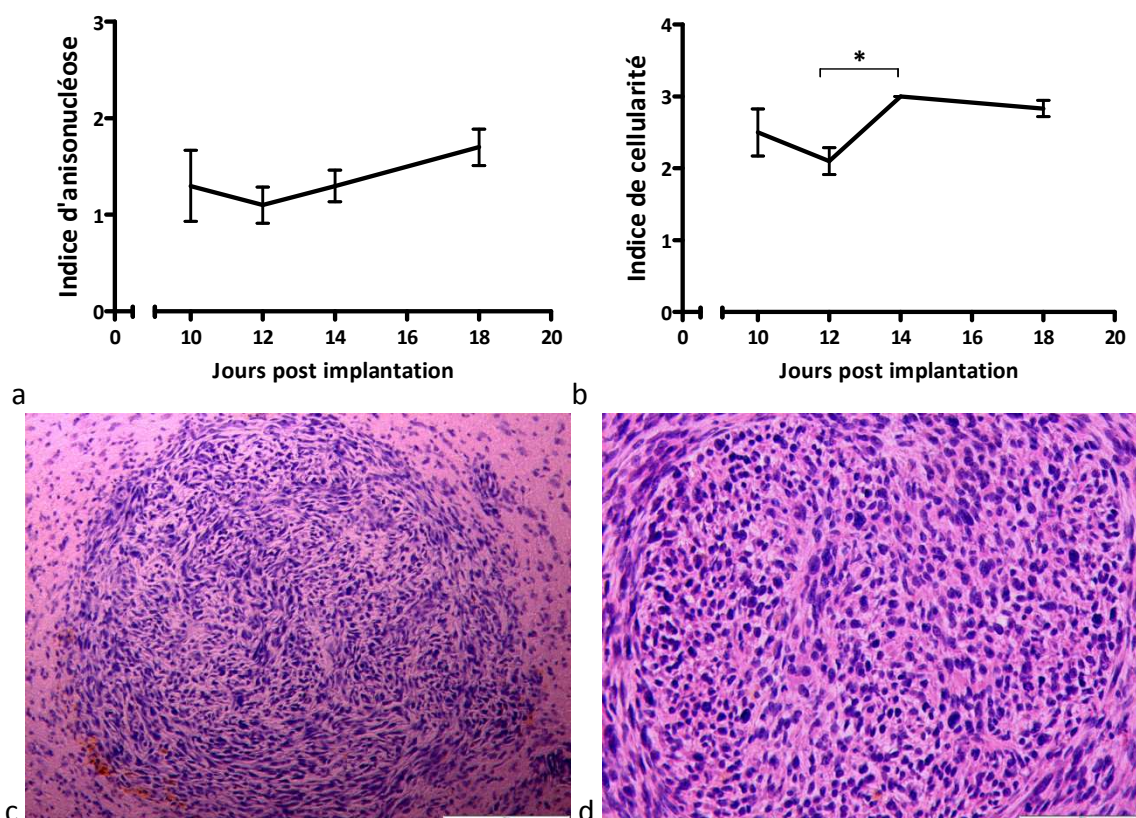 3
2
1
0
Indice d'anisonucléose
0 10 12 14 16 18 20
Jours post implantation
a
4
3
2
1
0
Indice de cellularité
*
0 10 12 14 16 18 20
Jours post implantation
b
c
d